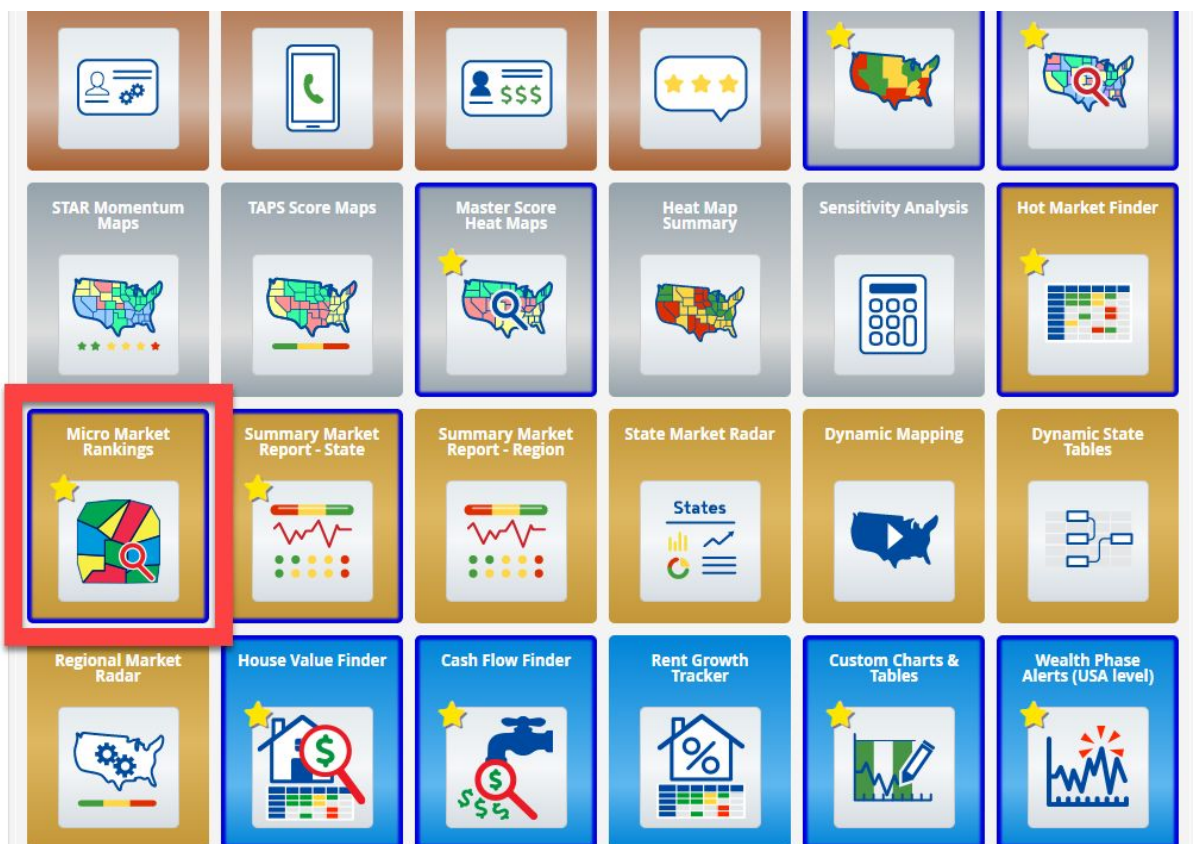 $$$
STAR Momentum
Maps
TAPS Score Maps
Master Score
Heat Maps
Heat Map
Summary
Sensitivity Analysis
Hot Market Finder
Micro Market
Rankings
Summary Market
Report - State
Summary Market
Report - Region
State Market Radar
States
Dynamic Mapping
Dynamic State
Tables
Regional Market
Radar
House Value Finder
$
Cash Flow Finder
$
$$$
Rent Growth
Tracker
%
Custom Charts &
Tables
Wealth Phase
Alerts (USA level)